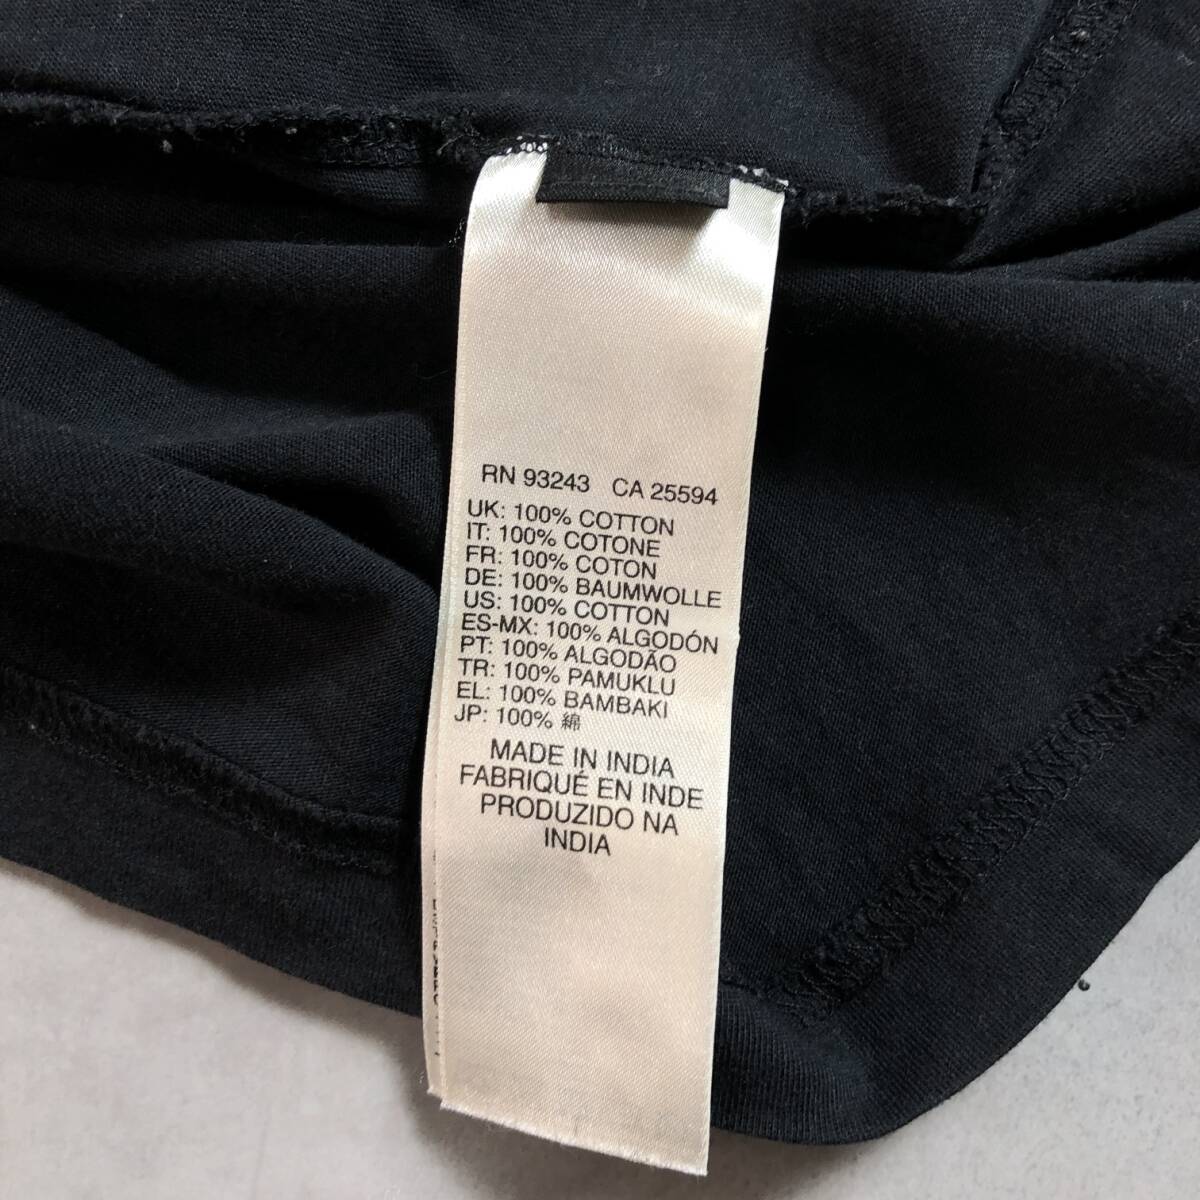 RN 93243 CA 25594
UK: 100% COTTON
IT: 100% COTONE
FR: 100% COTON
DE: 100% BAUMWOLLE
US: 100% COTTON
ES-MX: 100% ALGODÓN
PT: 100% ALGODÃO
TR: 100% PAMUKLU
EL: 100% BAMBAKI
JP: 100% 綿
MADE IN INDIA
FABRIQUÉ EN INDE
PRODUZIDO NA
INDIA